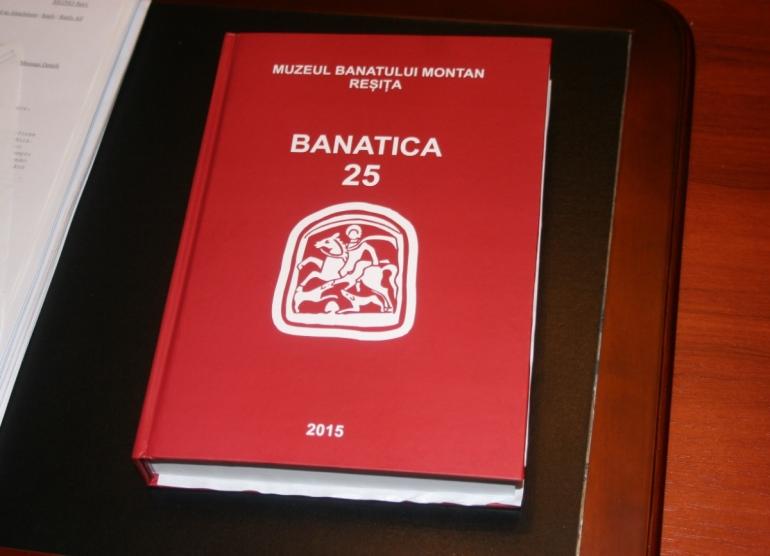 MUZEUL BANATULUI MONTAN
REȘIȚA
BANATICA
25
2015